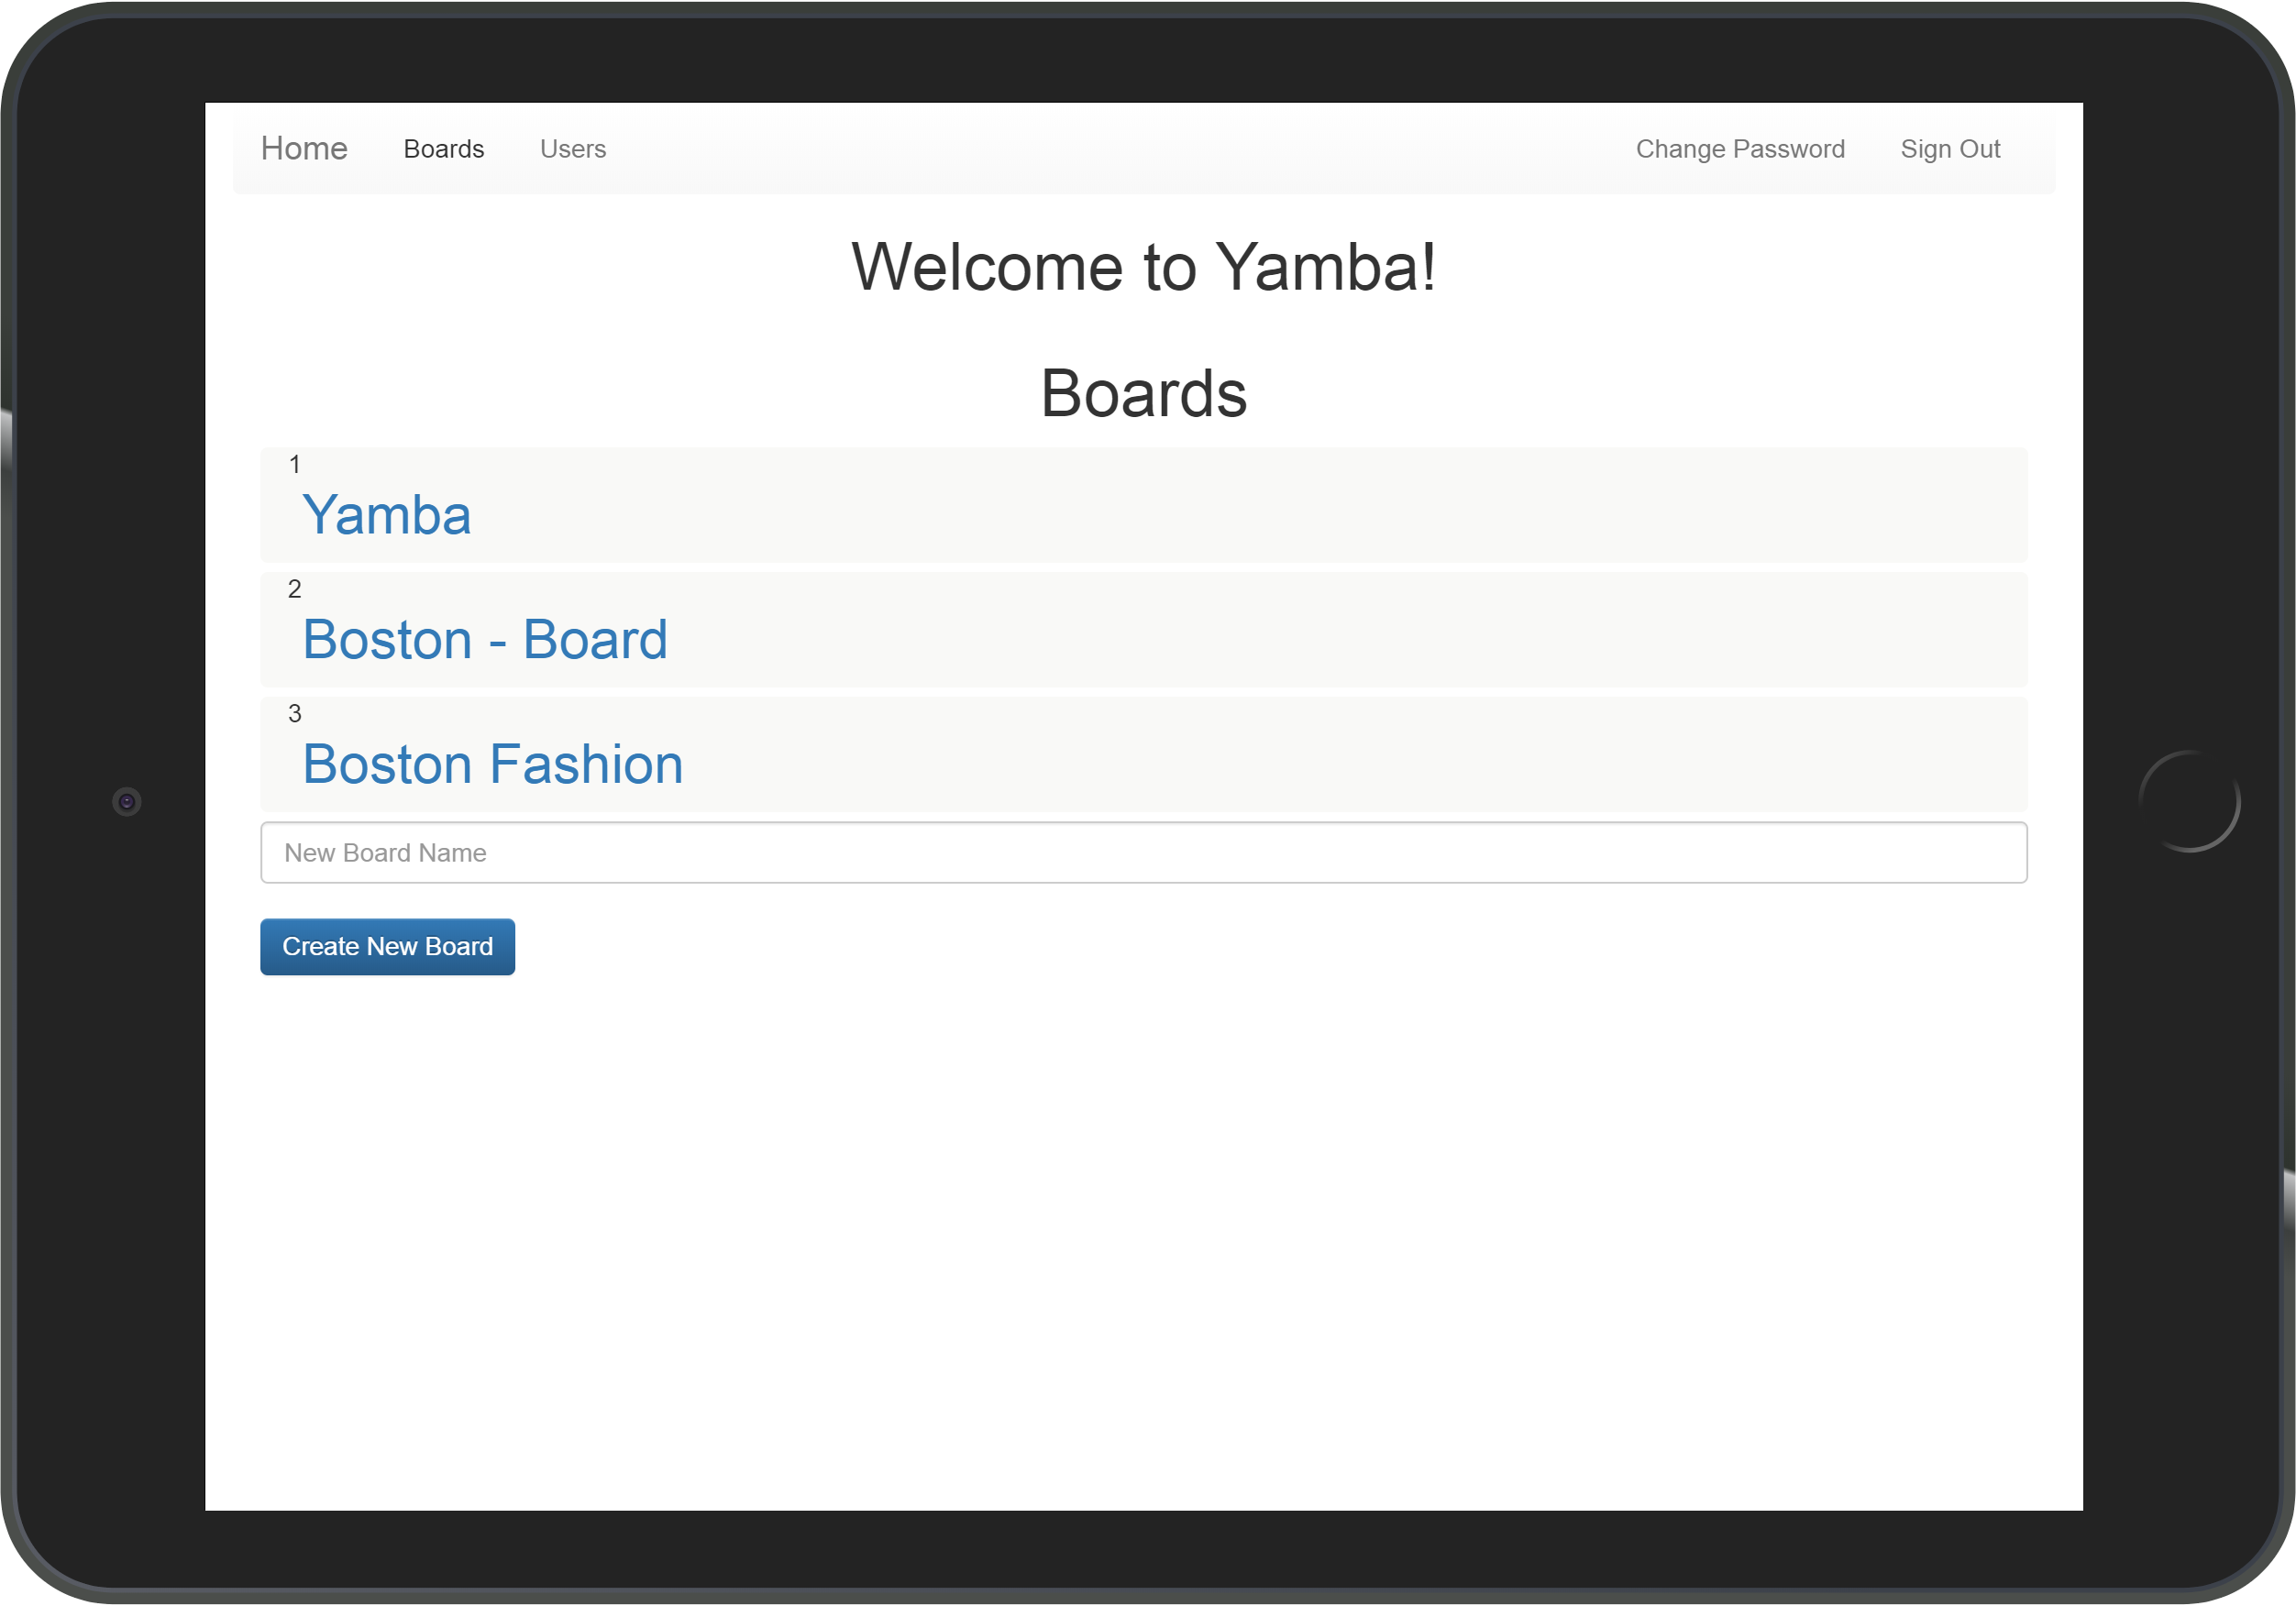 Home Boards Users Change Password Sign Out
Welcome to Yamba!
Boards
1
Yamba
2
Boston - Board
3
Boston Fashion
New Board Name
Create New Board